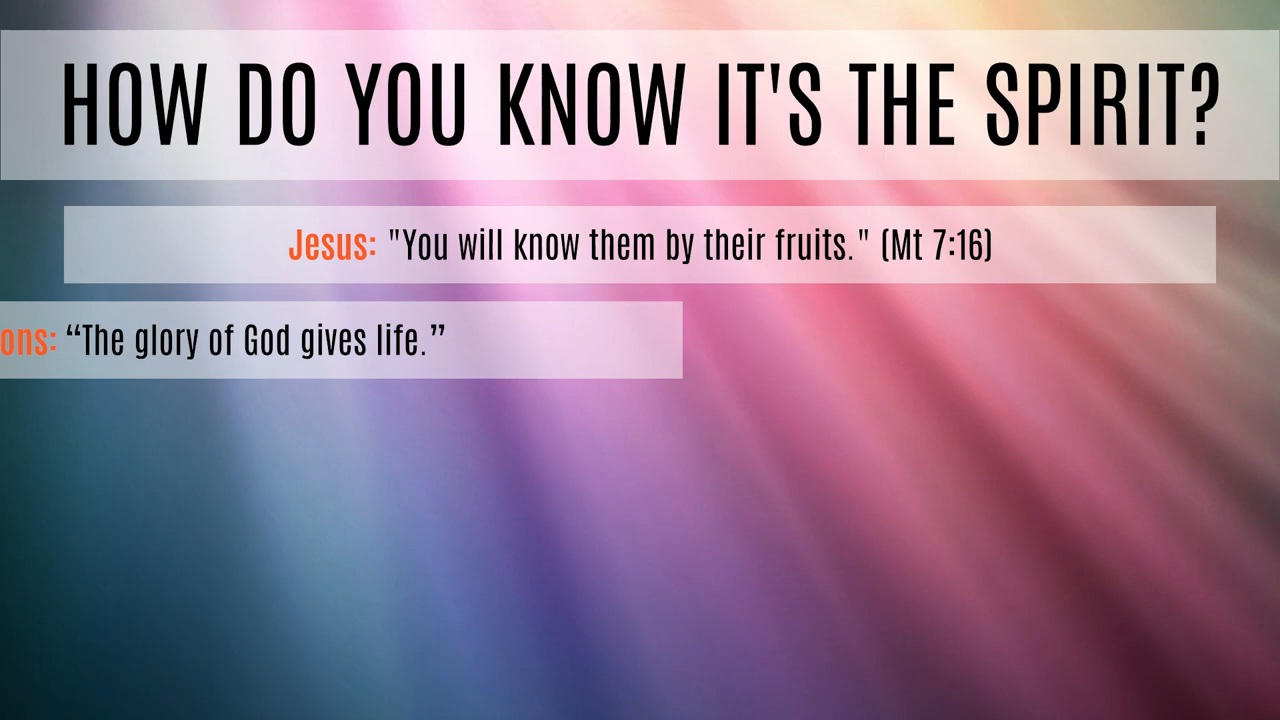 HOW DO YOU KNOW IT'S THE SPIRIT?
Jesus: "You will know them by their fruits." (Mt 7:16)
“The glory of God gives life.”